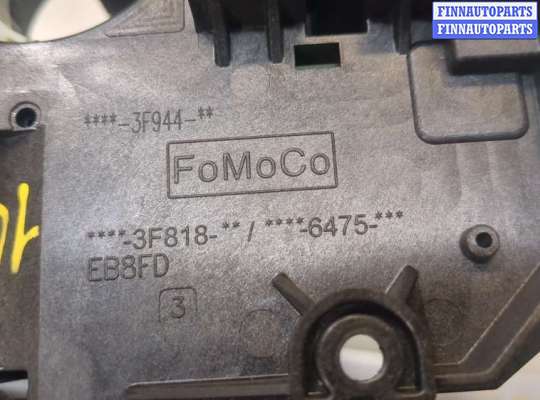 FINNAUTOPARTS
FINNAUTOPARTS
****-3F944-**
FoMoCo
****-3F818-** / ****-6475-***
EB8FD
3